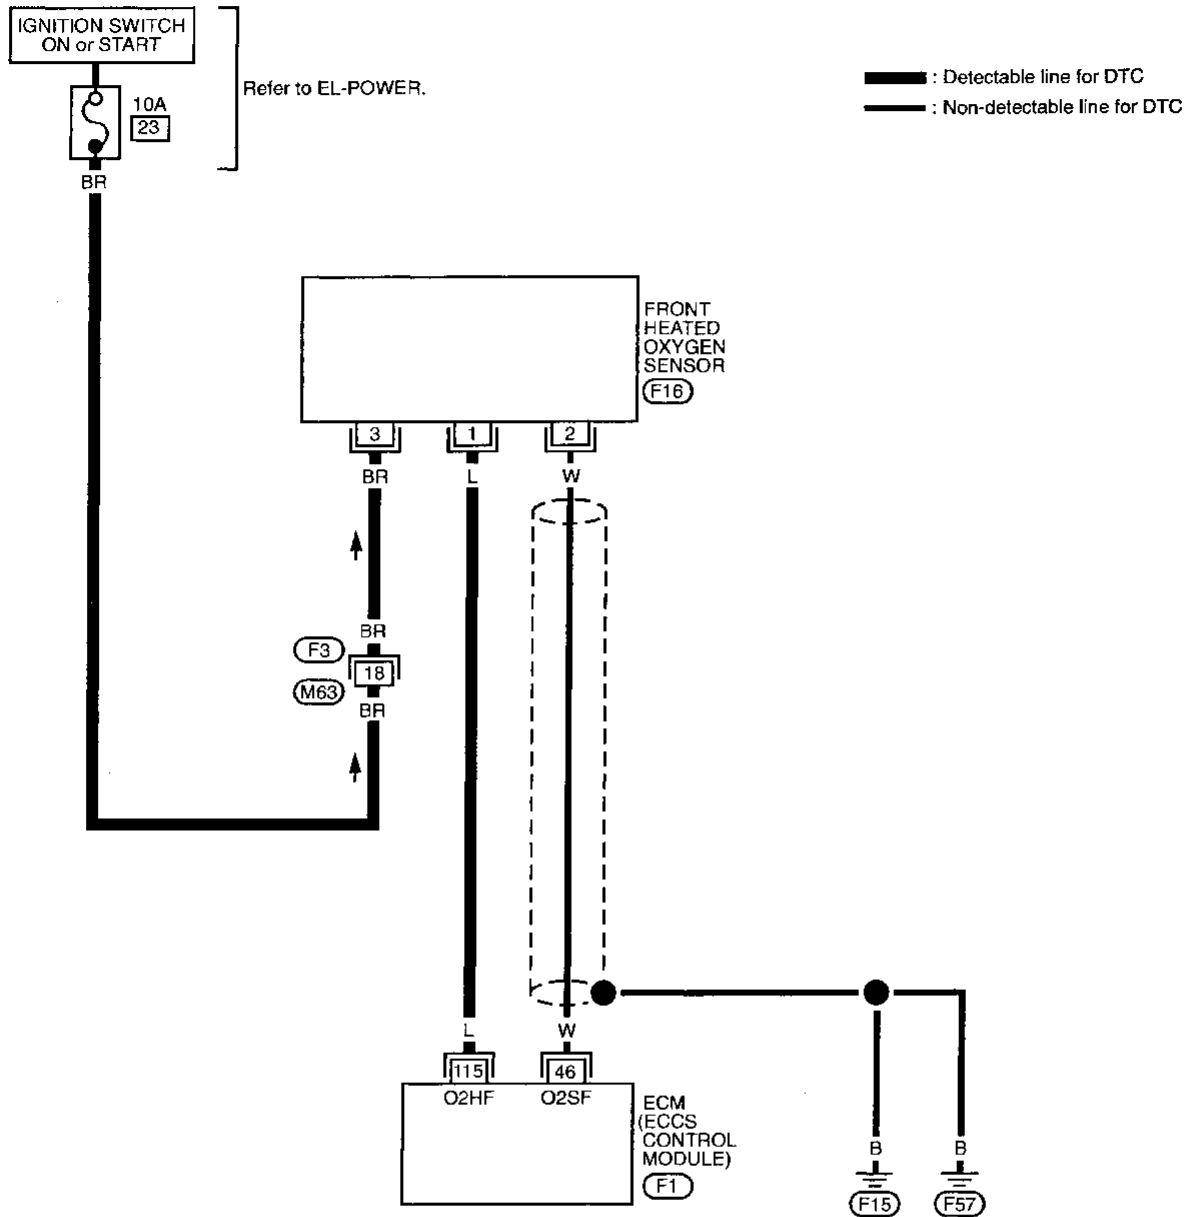 IGNITION SWITCH
ON or START
10A
23
Refer to EL-POWER.
: Detectable line for DTC
: Non-detectable line for DTC
BR
FRONT
HEATED
OXYGEN
SENSOR
F16
3
1
2
BR
L
W
BR
F3
18
M63
BR
L
W
115
46
O2HF
O2SF
ECM
(ECCS
CONTROL
MODULE)
F1
B
B
F15
F57